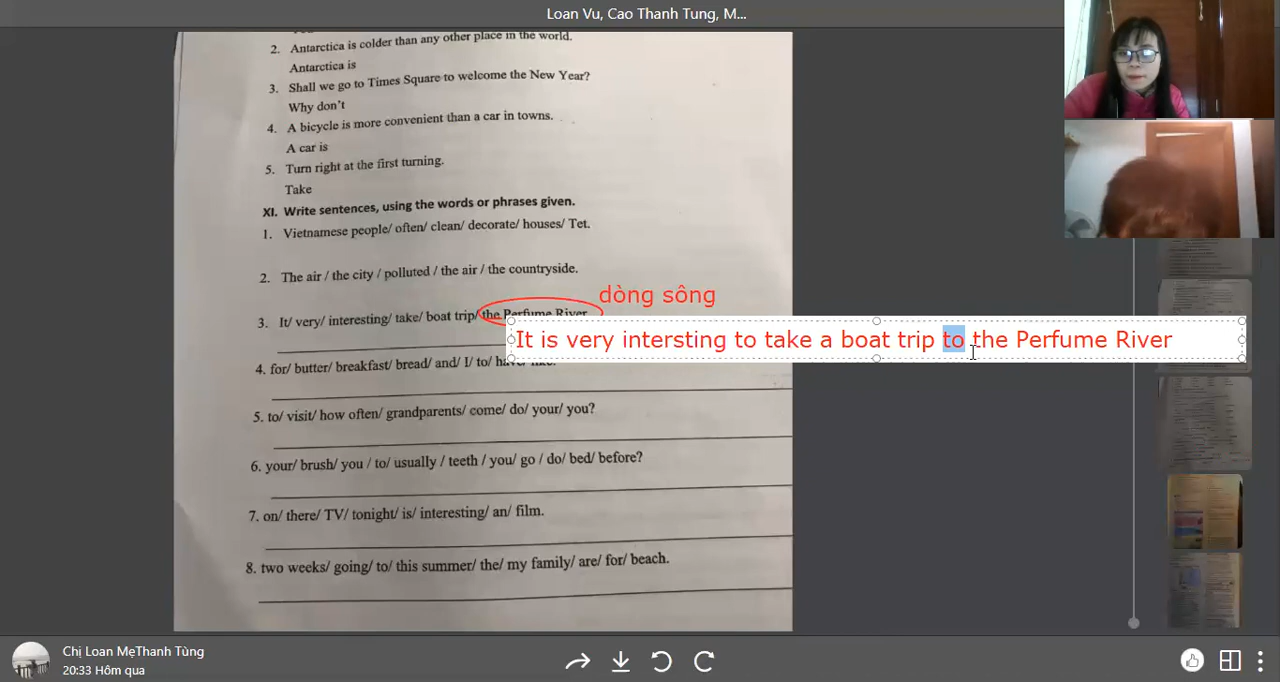 Loan Vu, Cao Thanh Tung, M...
2. Antarctica is colder than any other place in the world.
Antarctica is
3. Shall we go to Times Square to welcome the New Year?
Why don't
4. A bicycle is more convenient than a car in towns.
A car is
5. Turn right at the first turning.
Take
XI. Write sentences, using the words or phrases given.
1. Vietnamese people/ often/ clean/ decorate/ houses/ Tet.
2. The air / the city / polluted / the air / the countryside.
dòng sông
3. It/ very/ interesting/ take/ boat trip/ the Perfume River
It is very intersting to take a boat trip to the Perfume River
4. for/ butter/ breakfast/ bread/ and/ I/ to/
5. to/ visit/ how often/ grandparents/ come/ do/ your/ you?
6. your/ brush/ you / to/ usually / teeth / you/ go / do/ bed/ before?
7. on/ there/ TV/ tonight/ is/ interesting/ an/ film.
8. two weeks/ going/ to/ this summer/ the/ my family/ are/ for/ beach.
Chị Loan MẹThanh Tùng
20:33 Hôm qua